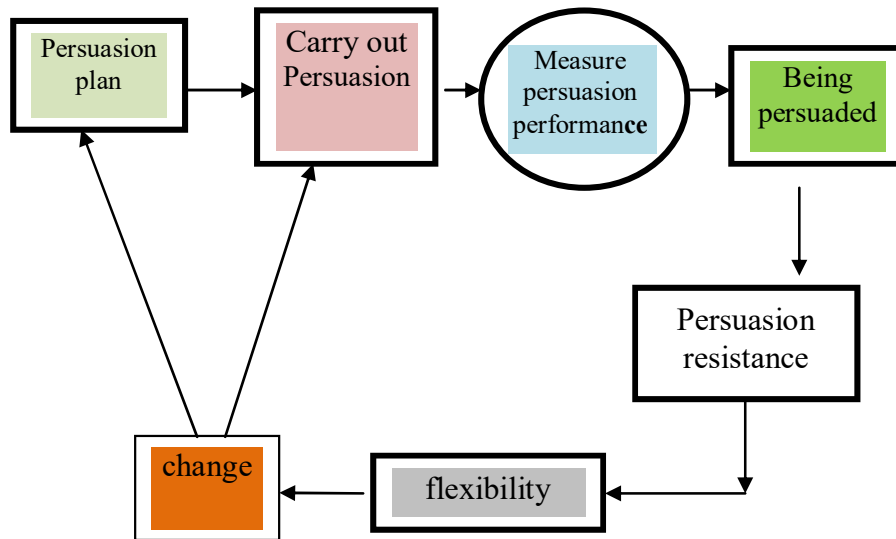 Persuasion
plan
Carry out
Persuasion
Measure
persuasion
performance
Being
persuaded
Persuasion
resistance
flexibility
change